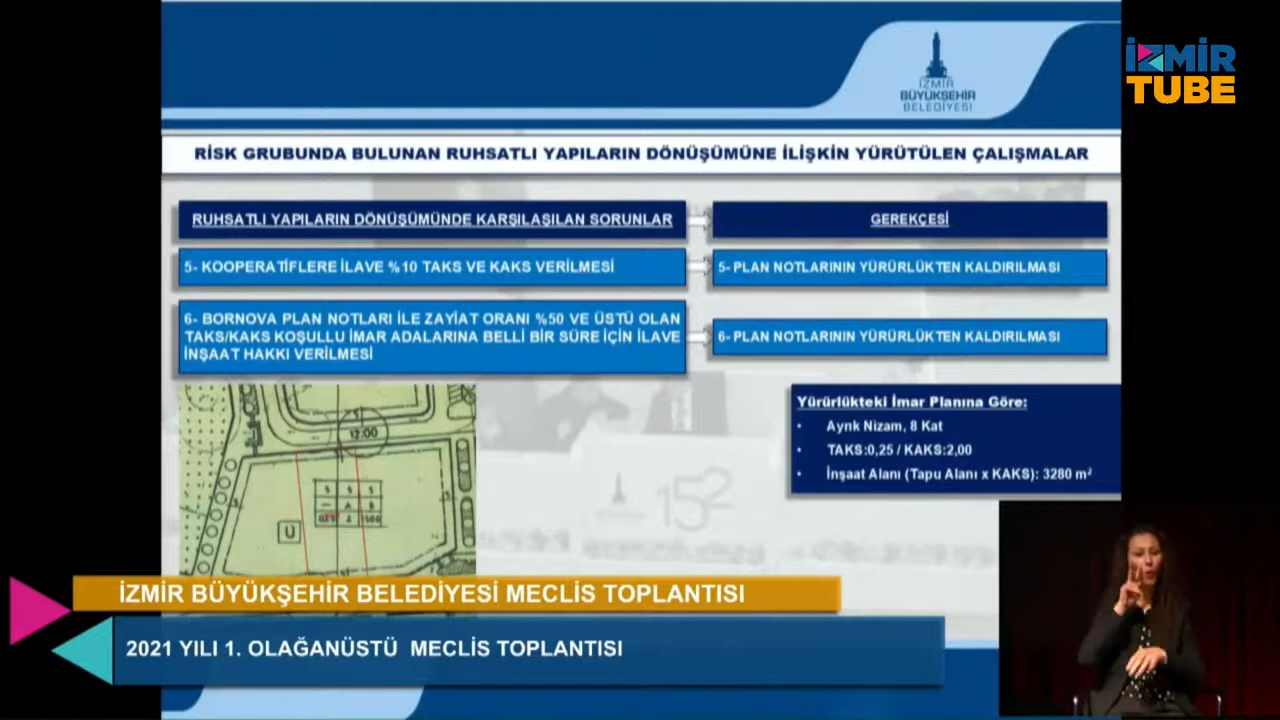 İZMİR
TUBE
İZMİR
BÜYÜKŞEHİR
BELEDİYESİ
RİSK GRUBUNDA BULUNAN RUHSATLI YAPILARIN DÖNÜŞÜMÜNE İLİŞKİN YÜRÜTÜLEN ÇALIŞMALAR
RUHSATLI YAPILARIN DÖNÜŞÜMÜNDE KARŞILAŞILAN SORUNLAR
GEREKÇESİ
5- KOOPERATİFLERE İLAVE %10 TAKS VE KAKS VERİLMESİ
5- PLAN NOTLARININ YÜRÜRLÜKTEN KALDIRILMASI
6- BORNOVA PLAN NOTLARI İLE ZAYİAT ORANI %50 VE ÜSTÜ OLAN
TAKS/KAKS KOŞULLU İMAR ADALARINA BELLİ BİR SÜRE İÇİN İLAVE
İNŞAAT HAKKI VERİLMESİ
6- PLAN NOTLARININ YÜRÜRLÜKTEN KALDIRILMASI
Yürürlükteki İmar Planına Göre:
• Ayrık Nizam, 8 Kat
• TAKS:0,25 / KAKS:2,00
• İnşaat Alanı (Tapu Alanı x KAKS): 3280 m²
12.00
A 8
2 1500
U
152
İZMİR BÜYÜKŞEHİR BELEDİYESİ MECLİS TOPLANTISI
2021 YILI 1. OLAĞANÜSTÜ MECLİS TOPLANTISI